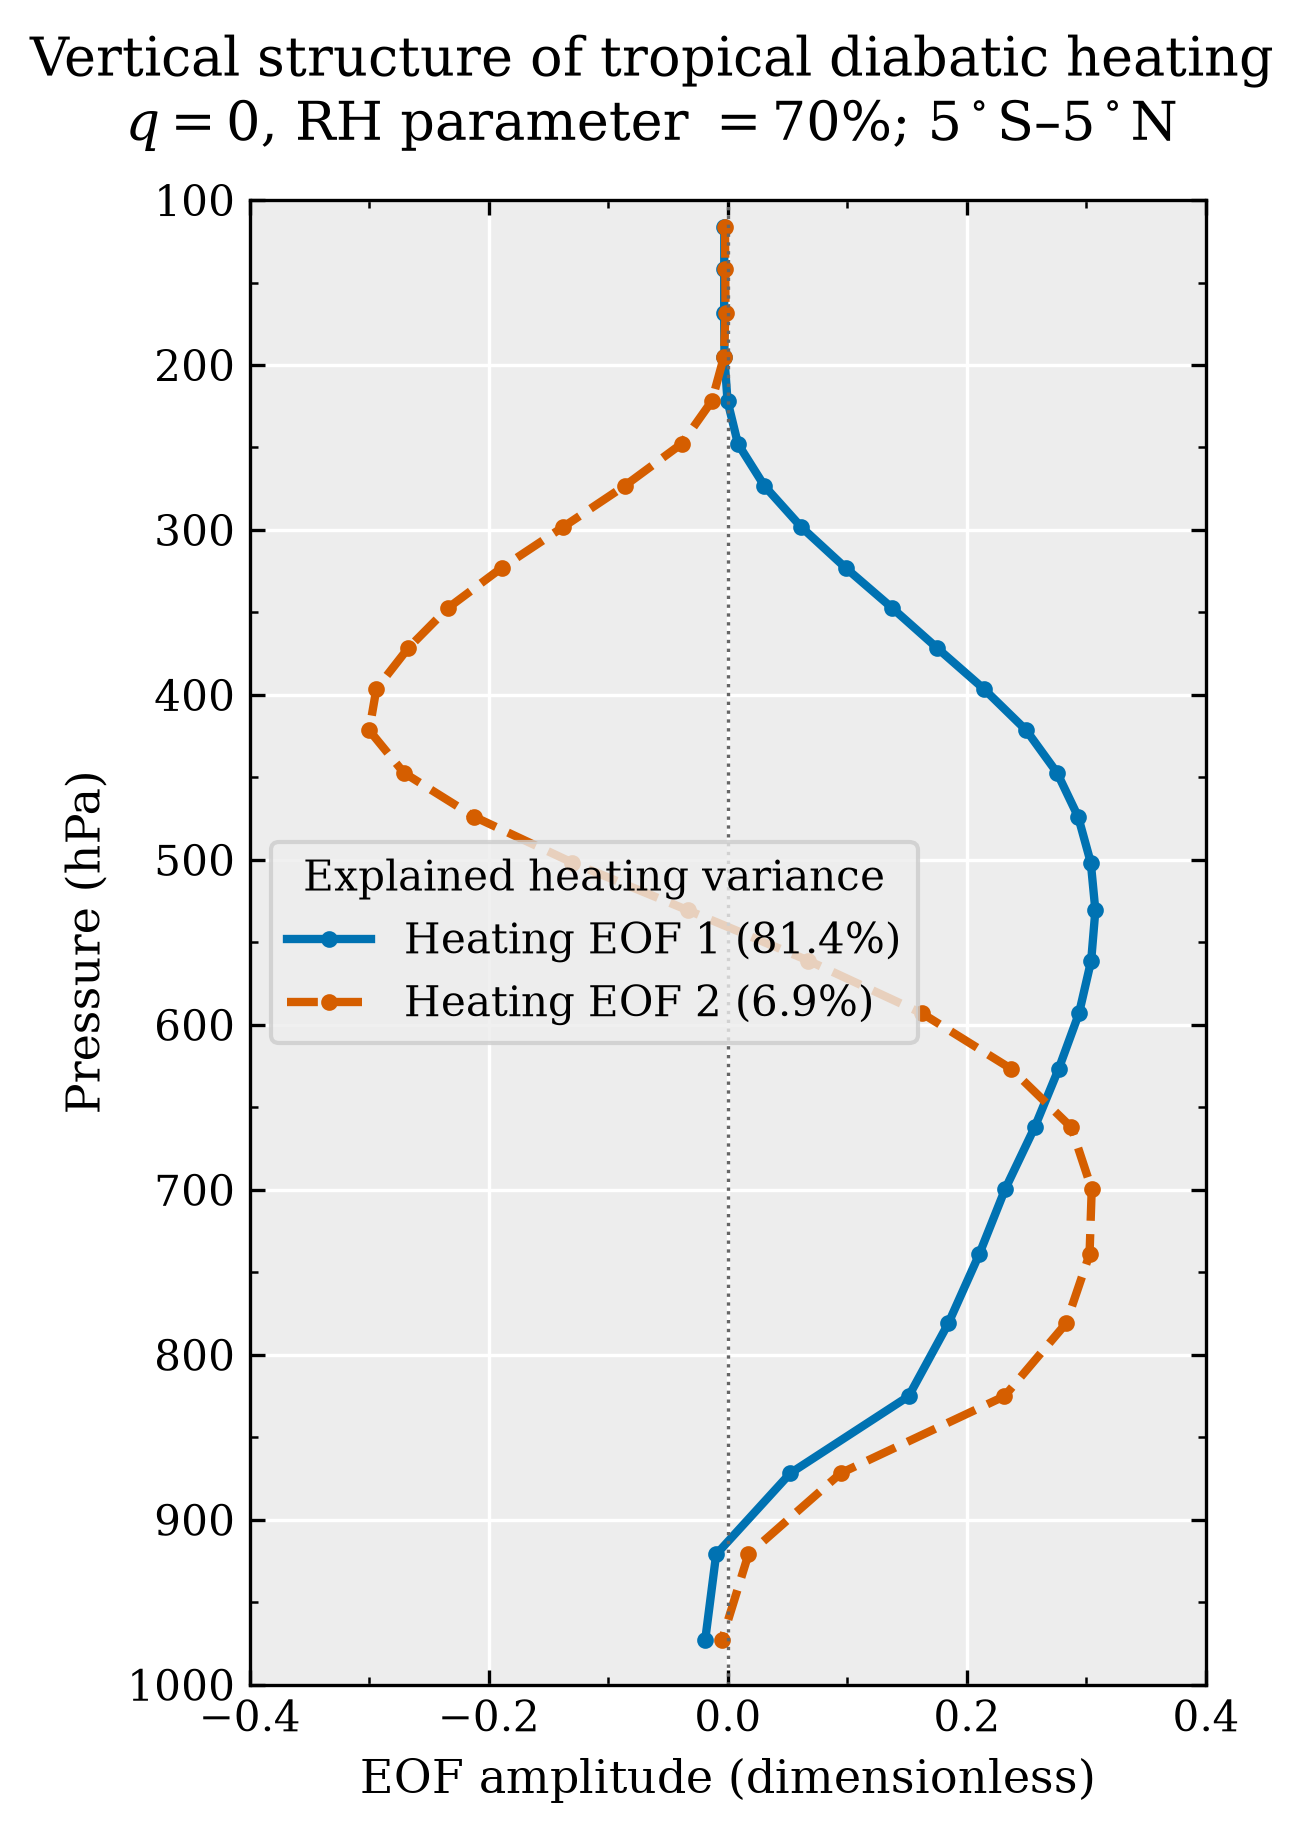 Vertical structure of tropical diabatic heating
q = 0, RH parameter = 70%; 5°S–5°N
100
200
300
400
500
600
700
800
900
1000
Pressure (hPa)
Explained heating variance
Heating EOF 1 (81.4%)
Heating EOF 2 (6.9%)
−0.4 −0.2 0.0 0.2 0.4
EOF amplitude (dimensionless)